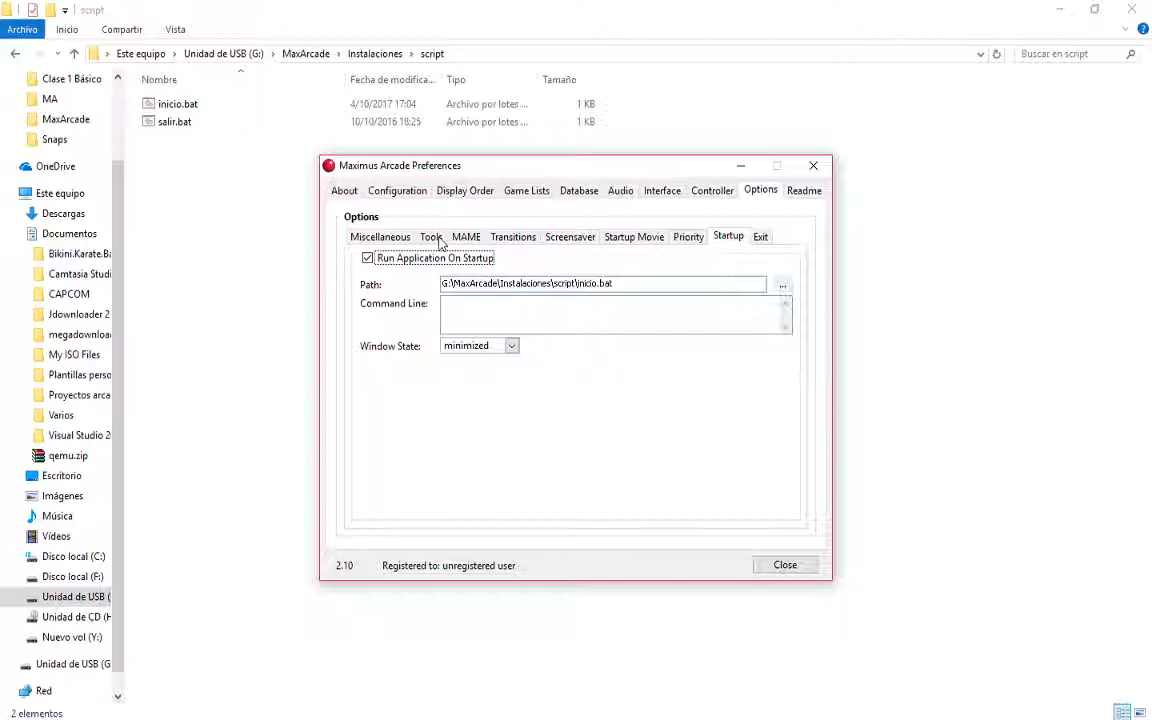 script
Archivo Inicio Compartir Vista
Este equipo > Unidad de USB (G:) > MaxArcade > Instalaciones > script
Buscar en script
Nombre Fecha de modifica... Tipo Tamaño
inicio.bat 4/10/2017 17:04 Archivo por lotes ... 1 KB
salir.bat 10/10/2016 18:25 Archivo por lotes ... 1 KB
Clase 1 Básico
MA
MaxArcade
Snaps
OneDrive
Este equipo
Descargas
Documentos
Bikini.Karate.Ba
Camtasia Studi
CAPCOM
Jdownloader 2
megadownloa
My ISO Files
Plantillas perso
Proyectos arca
Varios
Visual Studio 2
qemu.zip
Escritorio
Imágenes
Música
Vídeos
Disco local (C:)
Disco local (F:)
Unidad de USB (
Unidad de CD (H
Nuevo vol (Y:)
Unidad de USB (G
Red
2 elementos
Maximus Arcade Preferences
About Configuration Display Order Game Lists Database Audio Interface Controller Options Readme
Options
Miscellaneous Tools MAME Transitions Screensaver Startup Movie Priority Startup Exit
Run Application On Startup
Path: G:\MaxArcade\Instalaciones\script\inicio.bat ...
Command Line:
Window State: minimized
2.10 Registered to: unregistered user Close